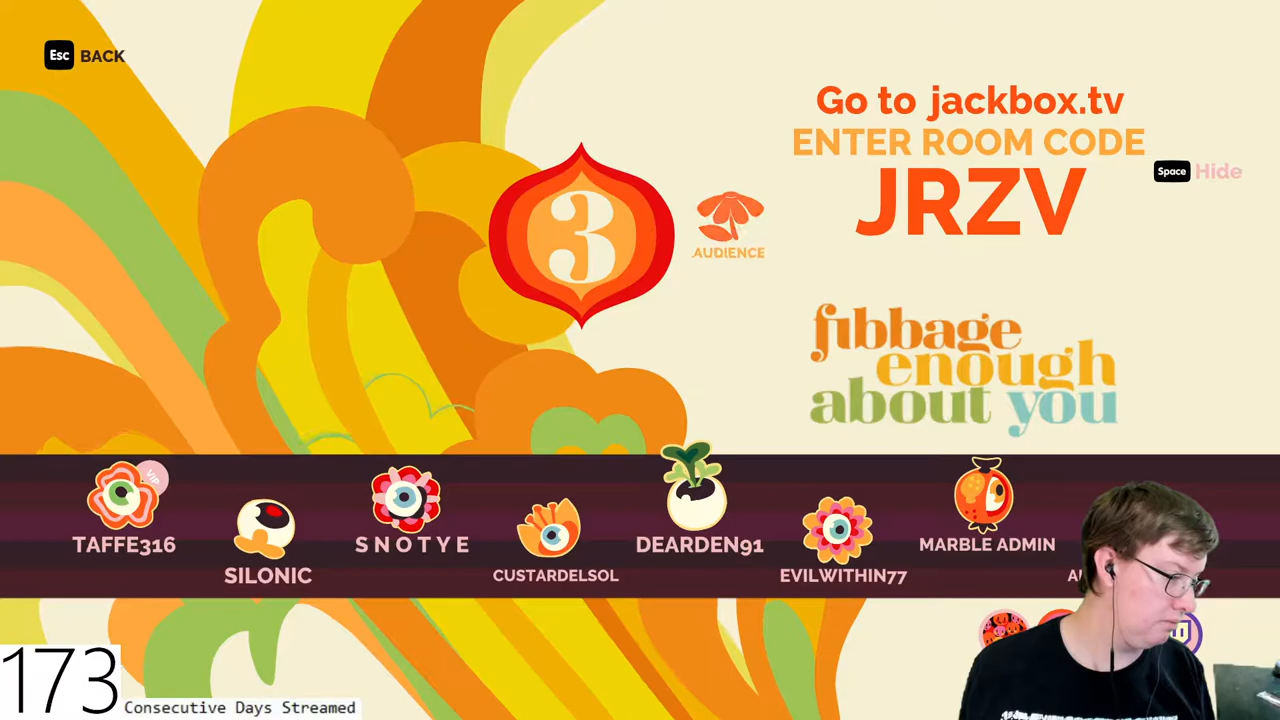 Esc BACK
Go to jackbox.tv
ENTER ROOM CODE
JRZV
Space Hide
3
AUDIENCE
fibbage
enough
about you
VIP
TAFFE316
SILONIC
S N O T Y E
CUSTARDELSOL
DEARDEN91
EVILWITHIN77
MARBLE ADMIN
173 Consecutive Days Streamed